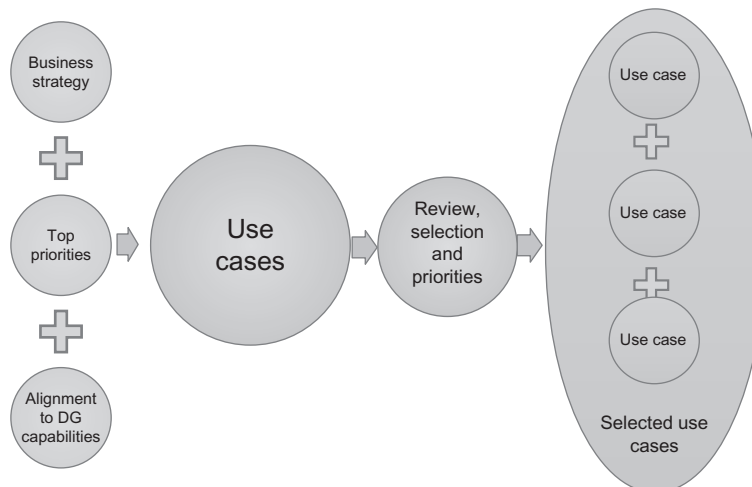 Business
strategy
Top
priorities
Alignment
to DG
capabilities
Use
cases
Review,
selection
and
priorities
Use case
Use case
Use case
Selected use
cases